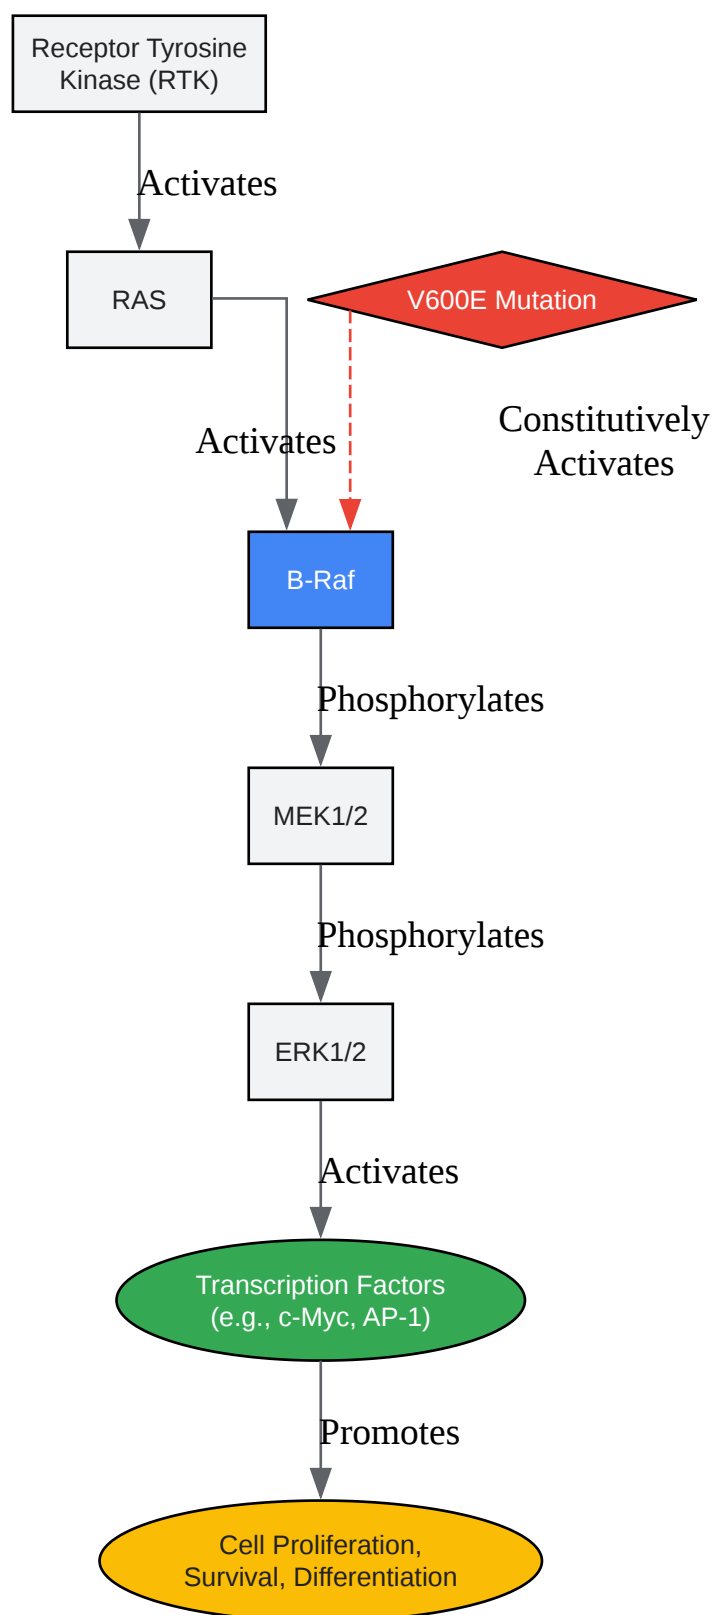 Receptor Tyrosine
Kinase (RTK)
Activates
RAS
V600E Mutation
Activates
Constitutively
Activates
B-Raf
Phosphorylates
MEK1/2
Phosphorylates
ERK1/2
Activates
Transcription Factors
(e.g., c-Myc, AP-1)
Promotes
Cell Proliferation,
Survival, Differentiation